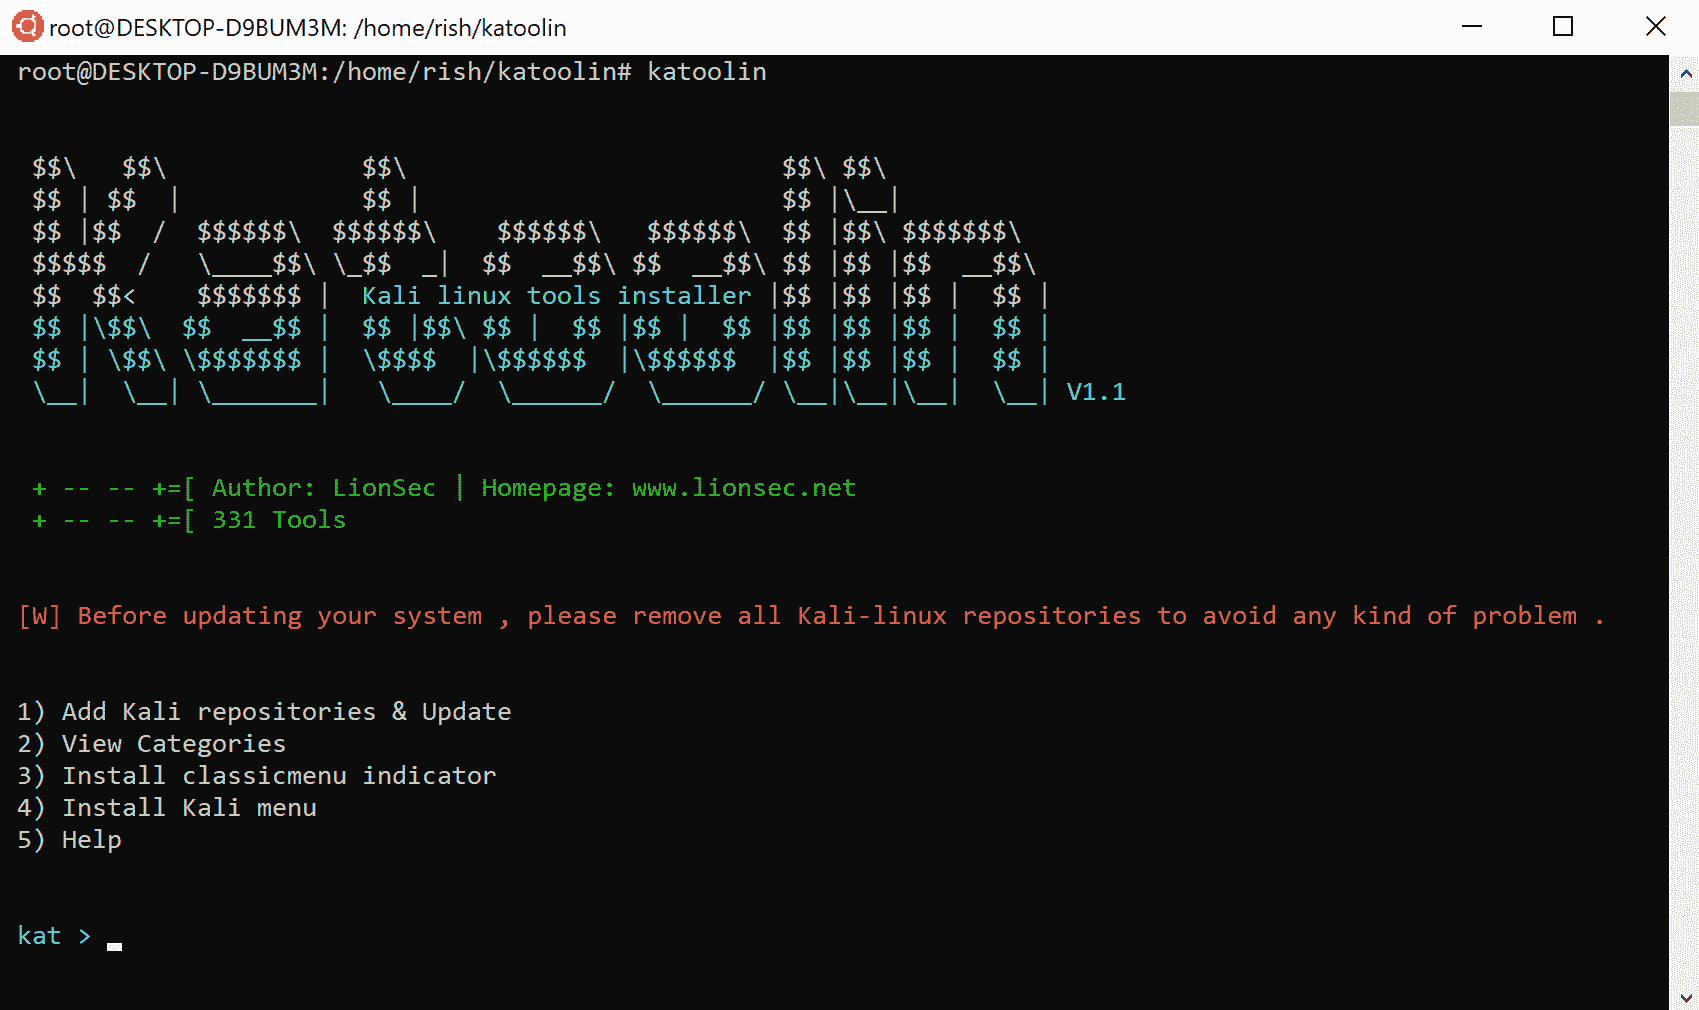 root@DESKTOP-D9BUM3M: /home/rish/katoolin
root@DESKTOP-D9BUM3M:/home/rish/katoolin# katoolin
 $$\   $$\             $$\                         $$\ $$\
 $$ | $$  |            $$ |                        $$ |\__|
 $$ |$$  /  $$$$$$\  $$$$$$\    $$$$$$\   $$$$$$\  $$ |$$\ $$$$$$$\
 $$$$$  /   \____$$\ \_$$  _|  $$  __$$\ $$  __$$\ $$ |$$ |$$  __$$\
 $$  $$<    $$$$$$$ |  Kali linux tools installer |$$ |$$ |$$ |  $$ |
 $$ |\$$\  $$  __$$ |  $$ |$$\ $$ |  $$ |$$ |  $$ |$$ |$$ |$$ |  $$ |
 $$ | \$$\ \$$$$$$$ |  \$$$$  |\$$$$$$  |\$$$$$$  |$$ |$$ |$$ |  $$ |
 \__|  \__| \_______|   \____/  \______/  \______/ \__|\__|\__|  \__| V1.1
 + -- -- +=[ Author: LionSec | Homepage: www.lionsec.net
 + -- -- +=[ 331 Tools
[W] Before updating your system , please remove all Kali-linux repositories to avoid any kind of problem .
1) Add Kali repositories & Update
2) View Categories
3) Install classicmenu indicator
4) Install Kali menu
5) Help
kat >